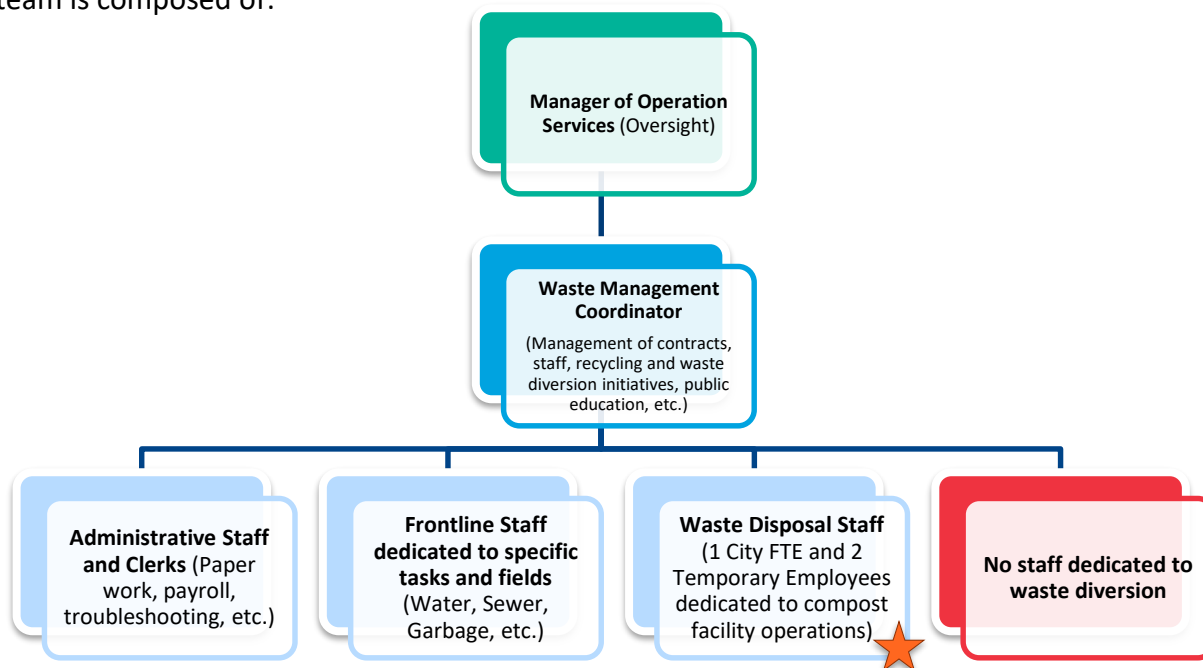 team is composed of:
Manager of Operation
Services (Oversight)
Waste Management
Coordinator
(Management of contracts,
staff, recycling and waste
diversion initiatives, public
education, etc.)
Administrative Staff
and Clerks (Paper
work, payroll,
troubleshooting, etc.)
Frontline Staff
dedicated to specific
tasks and fields
(Water, Sewer,
Garbage, etc.)
Waste Disposal Staff
(1 City FTE and 2
Temporary Employees
dedicated to compost
facility operations)
No staff dedicated to
waste diversion